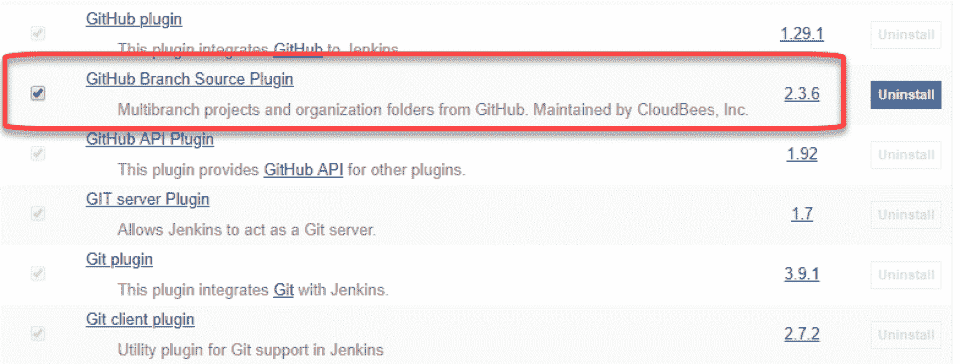 GitHub plugin
This plugin integrates GitHub to Jenkins.
1.29.1
Uninstall
GitHub Branch Source Plugin
Multibranch projects and organization folders from GitHub. Maintained by CloudBees, Inc.
2.3.6
Uninstall
GitHub API Plugin
This plugin provides GitHub API for other plugins.
1.92
Uninstall
GIT server Plugin
Allows Jenkins to act as a Git server.
1.7
Uninstall
Git plugin
This plugin integrates Git with Jenkins.
3.9.1
Uninstall
Git client plugin
Utility plugin for Git support in Jenkins
2.7.2
Uninstall